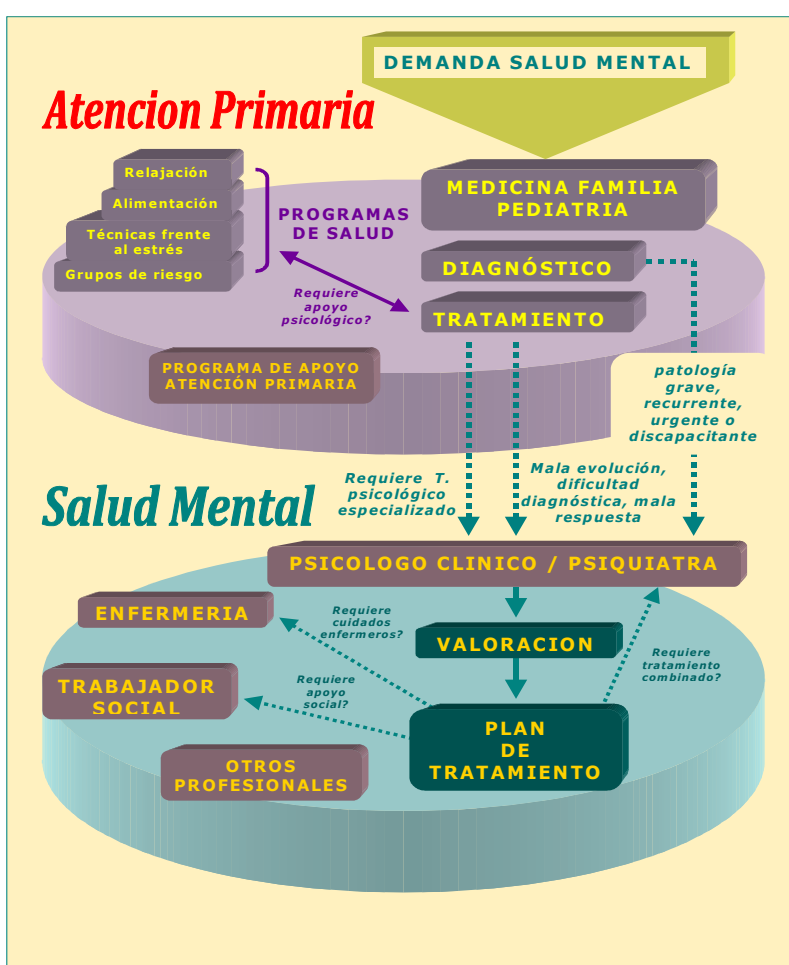 DEMANDA SALUD MENTAL
Atencion Primaria
Relajación
Alimentación
Técnicas frente
al estrés
Grupos de riesgo
PROGRAMAS
DE SALUD
MEDICINA FAMILIA
PEDIATRIA
DIAGNÓSTICO
Requiere
apoyo
psicológico?
TRATAMIENTO
PROGRAMA DE APOYO
ATENCIÓN PRIMARIA
patología
grave,
recurrente,
urgente o
discapacitante
Salud Mental
Requiere T.
psicológico
especializado
Mala evolución,
dificultad
diagnóstica, mala
respuesta
PSICOLOGO CLINICO / PSIQUIATRA
ENFERMERIA
Requiere
cuidados
enfermeros?
VALORACION
Requiere
tratamiento
combinado?
TRABAJADOR
SOCIAL
Requiere
apoyo
social?
PLAN
DE
TRATAMIENTO
OTROS
PROFESIONALES